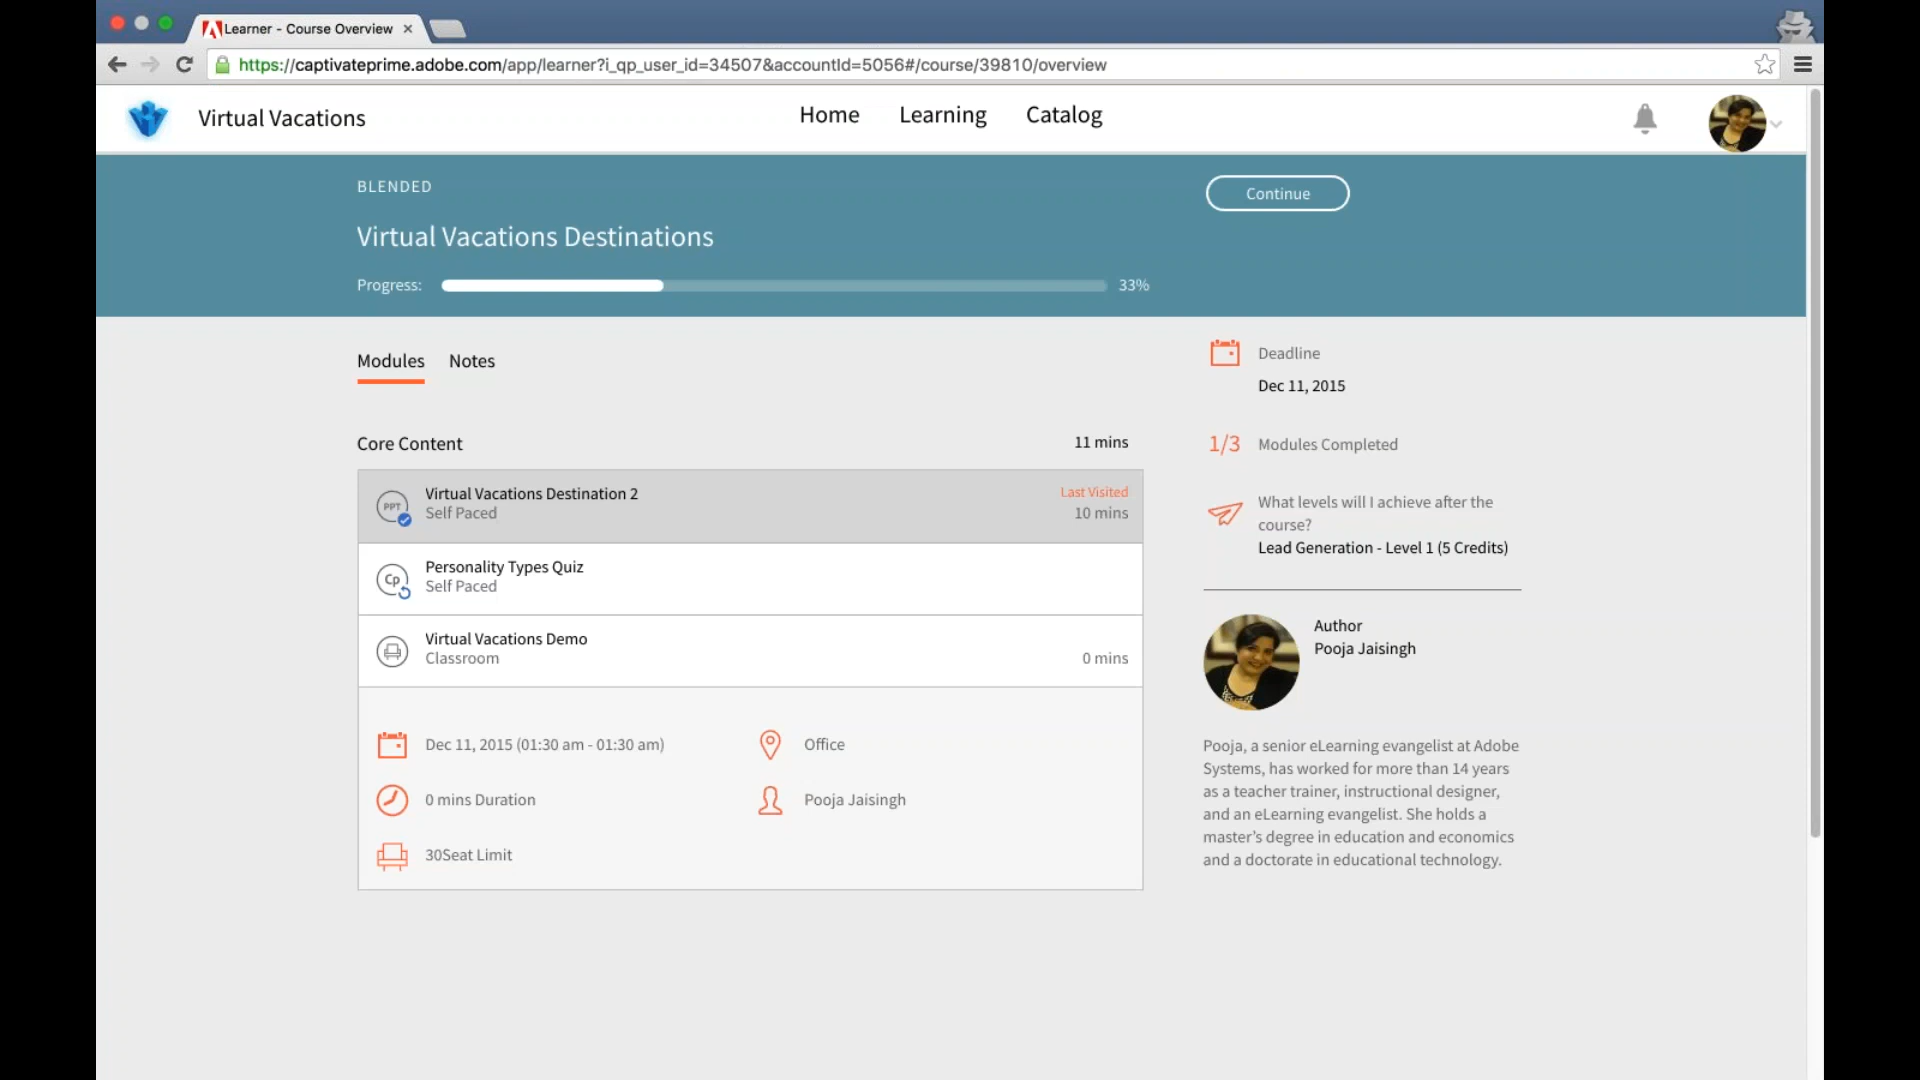 Learner - Course Overview
https://captivateprime.adobe.com/app/learner?i_qp_user_id=34507&accountId=5056#/course/39810/overview
Virtual Vacations
Home
Learning
Catalog
BLENDED
Continue
Virtual Vacations Destinations
Progress:
33%
Modules
Notes
Core Content
11 mins
PPT
Virtual Vacations Destination 2
Last Visited
Self Paced
10 mins
Cp
Personality Types Quiz
Self Paced
Virtual Vacations Demo
Classroom
0 mins
Dec 11, 2015 (01:30 am - 01:30 am)
Office
0 mins Duration
Pooja Jaisingh
30Seat Limit
Deadline
Dec 11, 2015
1/3
Modules Completed
What levels will I achieve after the
course?
Lead Generation - Level 1 (5 Credits)
Author
Pooja Jaisingh
Pooja, a senior eLearning evangelist at Adobe
Systems, has worked for more than 14 years
as a teacher trainer, instructional designer,
and an eLearning evangelist. She holds a
master’s degree in education and economics
and a doctorate in educational technology.